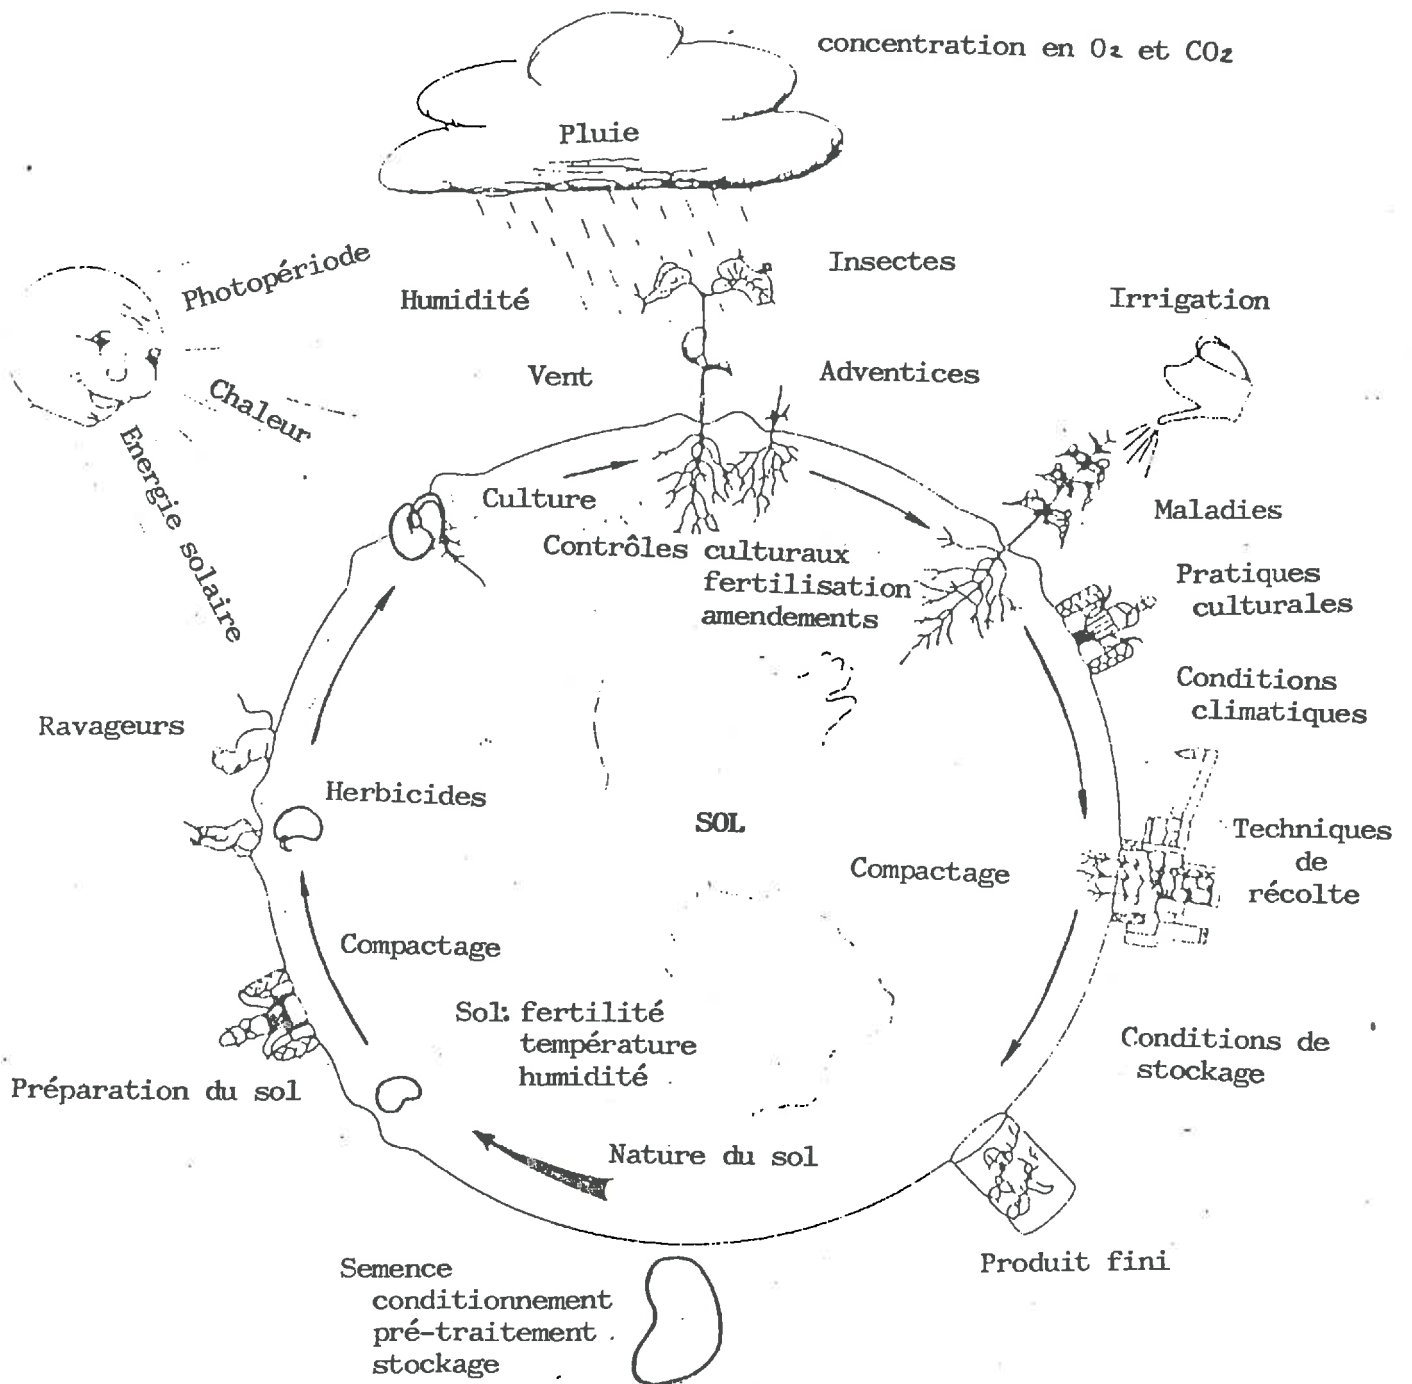 concentration en O₂ et CO₂
Pluie
Photopériode
Humidité
Insectes
Irrigation
Vent
Adventices
Chaleur
Energie solaire
Culture
Maladies
Contrôles culturaux
fertilisation
amendements
Pratiques
culturales
Conditions
climatiques
Ravageurs
Herbicides
SOL
Techniques
de
récolte
Compactage
Compactage
Sol: fertilité
température
humidité
Conditions de
stockage
Préparation du sol
Nature du sol
Produit fini
Semence
conditionnement
pré-traitement
stockage